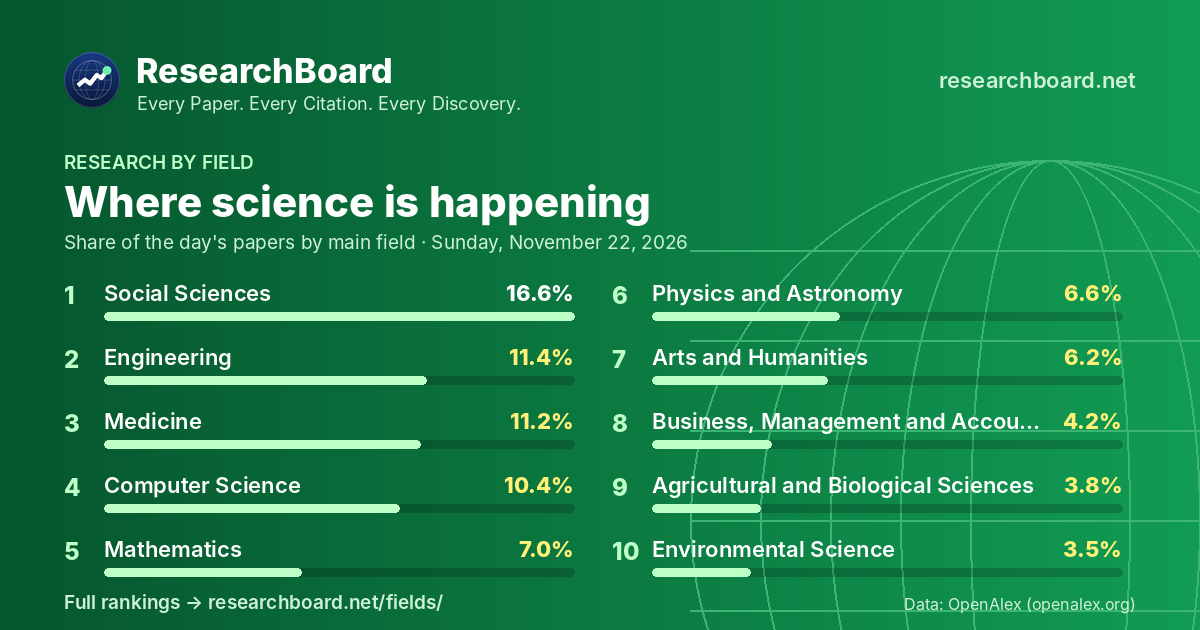 ResearchBoard
Every Paper. Every Citation. Every Discovery.
researchboard.net
RESEARCH BY FIELD
Where science is happening
Share of the day's papers by main field · Sunday, November 22, 2026
1 Social Sciences 16.6%
2 Engineering 11.4%
3 Medicine 11.2%
4 Computer Science 10.4%
5 Mathematics 7.0%
6 Physics and Astronomy 6.6%
7 Arts and Humanities 6.2%
8 Business, Management and Accou... 4.2%
9 Agricultural and Biological Sciences 3.8%
10 Environmental Science 3.5%
Full rankings → researchboard.net/fields/
Data: OpenAlex (openalex.org)